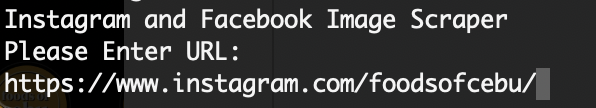 Instagram and Facebook Image Scraper
Please Enter URL:
https://www.instagram.com/foodsofcebu/